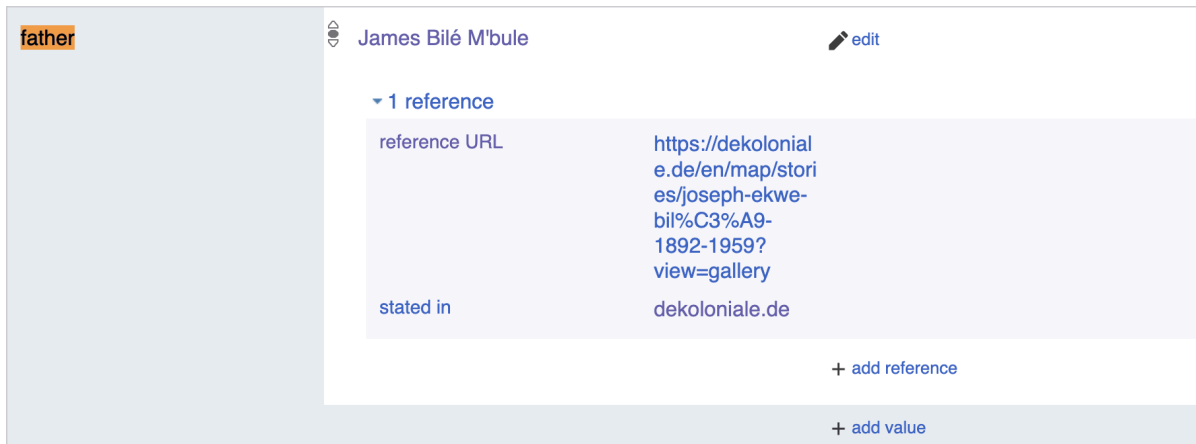 father
James Bilé M'bule
edit
1 reference
reference URL
https://dekolonial
e.de/en/map/stori
es/joseph-ekwe-
bil%C3%A9-
1892-1959?
view=gallery
stated in
dekoloniale.de
+ add reference
+ add value